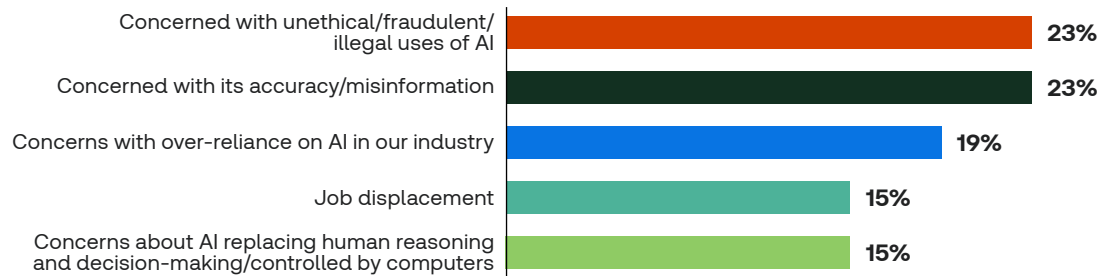 Concerned with unethical/fraudulent/
illegal uses of AI
23%
Concerned with its accuracy/misinformation
23%
Concerns with over-reliance on AI in our industry
19%
Job displacement
15%
Concerns about AI replacing human reasoning
and decision-making/controlled by computers
15%